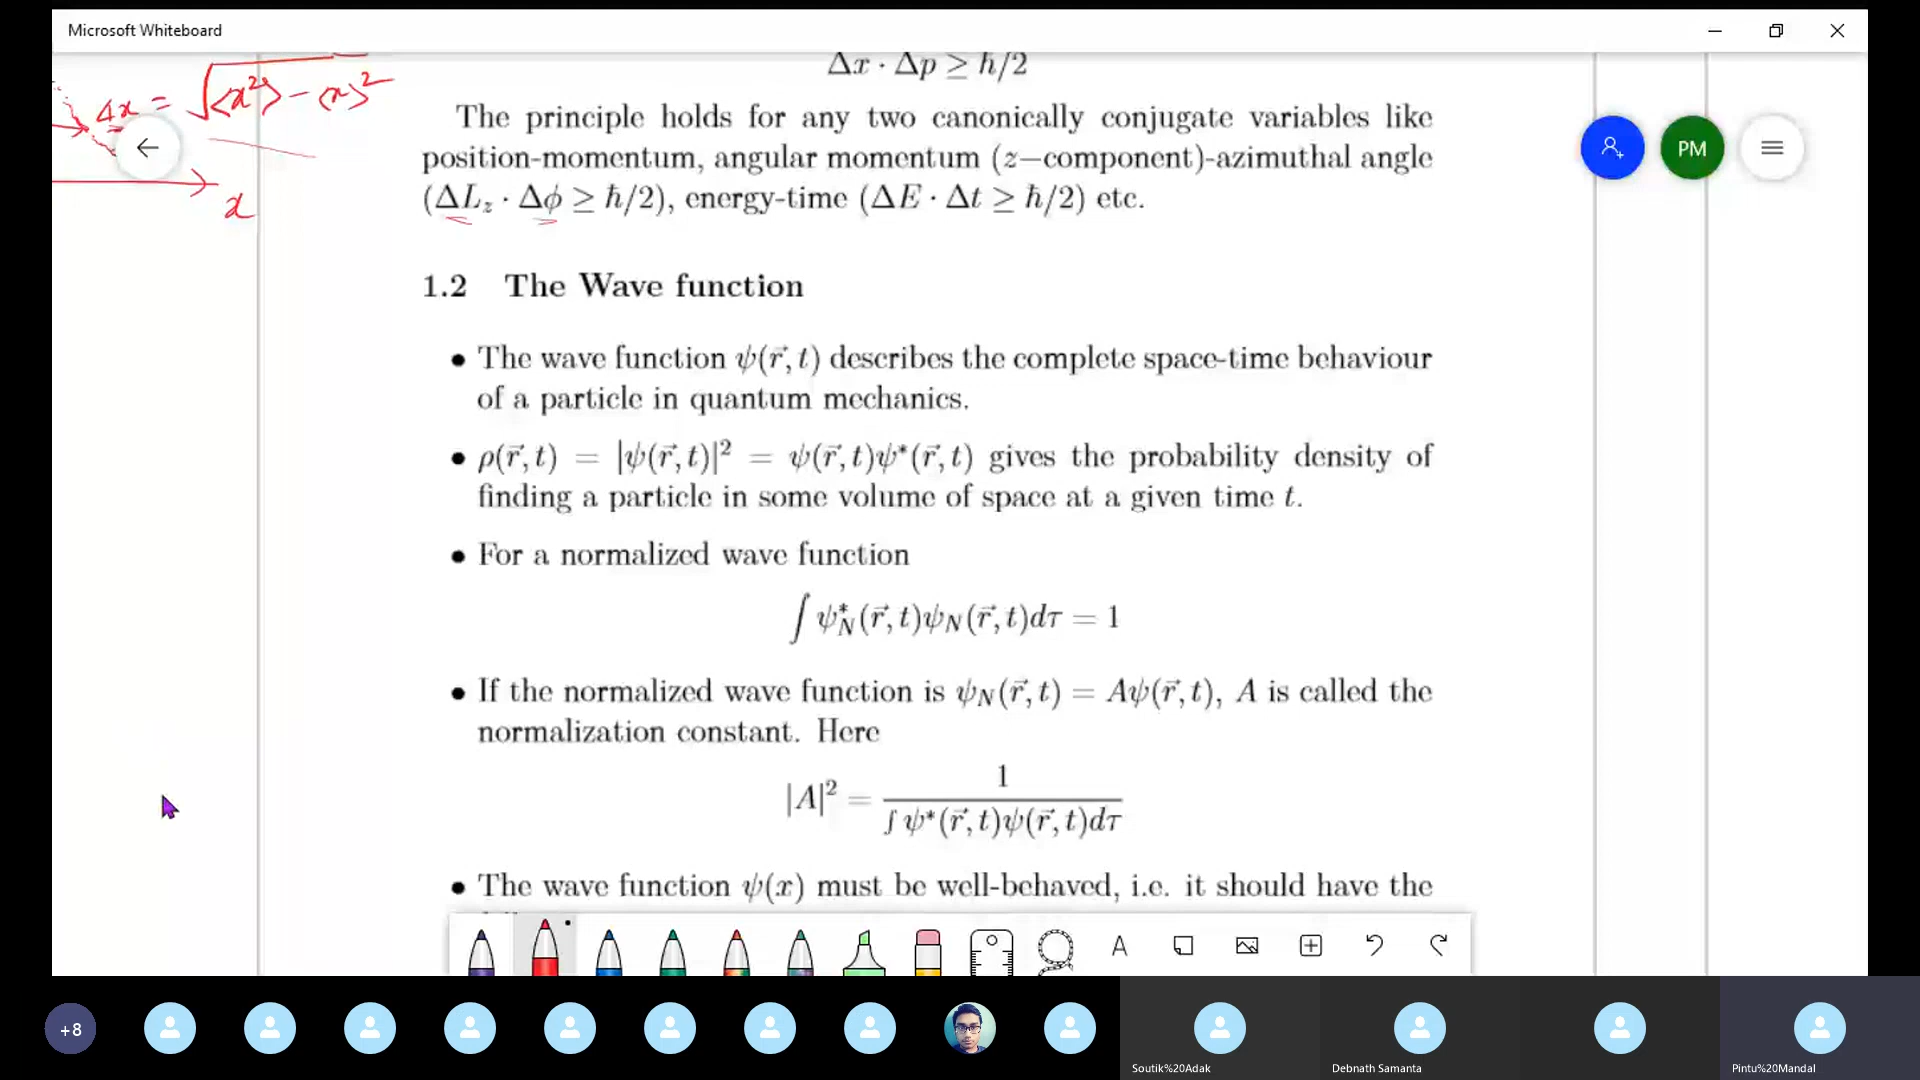 Microsoft Whiteboard
Δx = √⟨x²⟩ − ⟨x⟩²
x
Δx · Δp ≥ ħ/2
The principle holds for any two canonically conjugate variables like
position-momentum, angular momentum (z−component)-azimuthal angle
(ΔL_z · Δϕ ≥ ħ/2), energy-time (ΔE · Δt ≥ ħ/2) etc.
PM
1.2 The Wave function
• The wave function ψ(r⃗, t) describes the complete space-time behaviour
of a particle in quantum mechanics.
• ρ(r⃗, t) = |ψ(r⃗, t)|² = ψ(r⃗, t)ψ*(r⃗, t) gives the probability density of
finding a particle in some volume of space at a given time t.
• For a normalized wave function
∫ ψ*_N(r⃗, t)ψ_N(r⃗, t)dτ = 1
• If the normalized wave function is ψ_N(r⃗, t) = Aψ(r⃗, t), A is called the
normalization constant. Here
|A|² = 1 / ∫ ψ*(r⃗, t)ψ(r⃗, t)dτ
• The wave function ψ(x) must be well-behaved, i.e. it should have the
A
+8
Soutik%20Adak
Debnath Samanta
Pintu%20Mandal